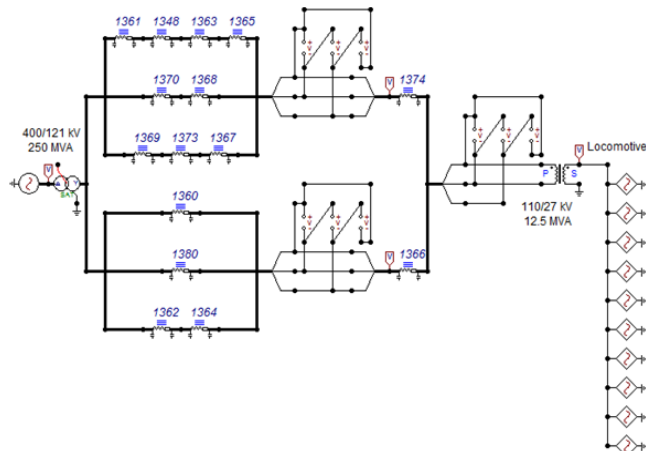 1361 1348 1363 1365
1370 1368
1374
400/121 kV
250 MVA
1369 1373 1367
V
V
V
Locomotive
Y
SAT
P S
110/27 kV
12.5 MVA
1360
1380
V
1366
1362 1364